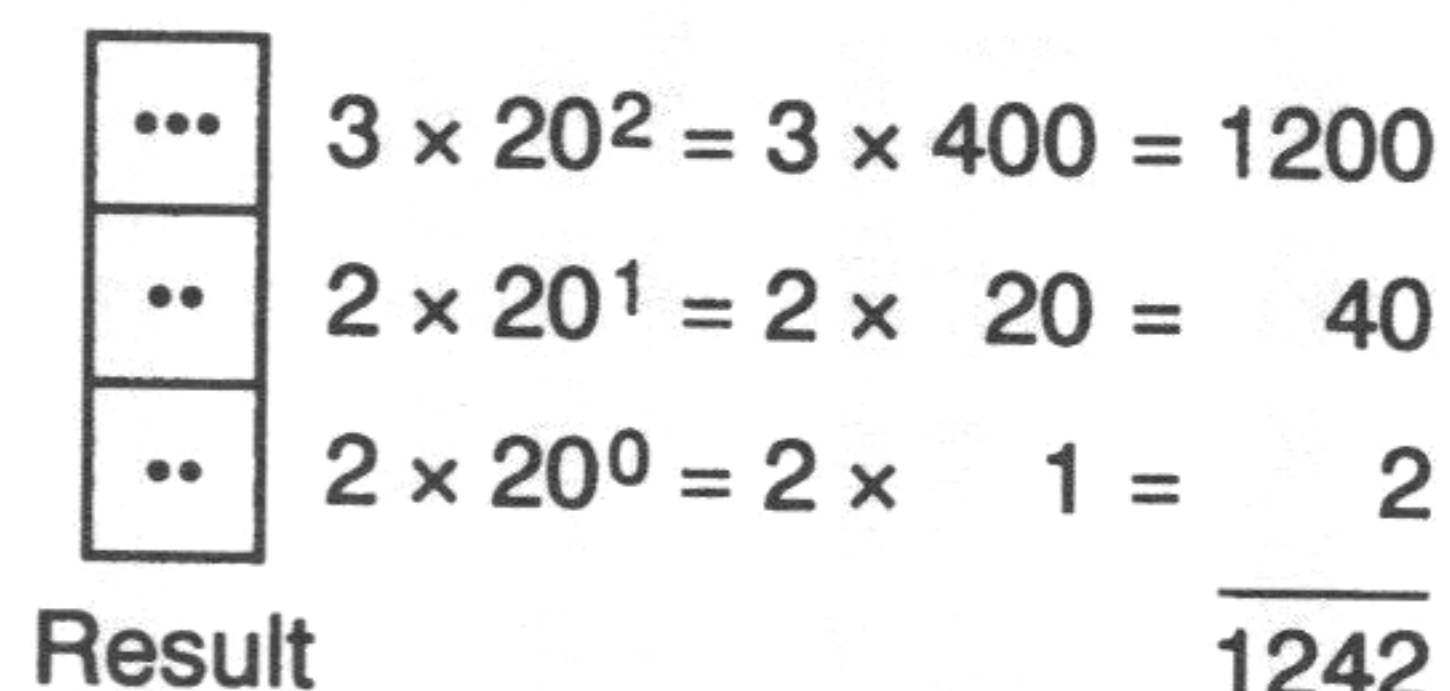 ••• 3 × 20² = 3 × 400 = 1200
•• 2 × 20¹ = 2 × 20 = 40
•• 2 × 20⁰ = 2 × 1 = 2
Result 1242